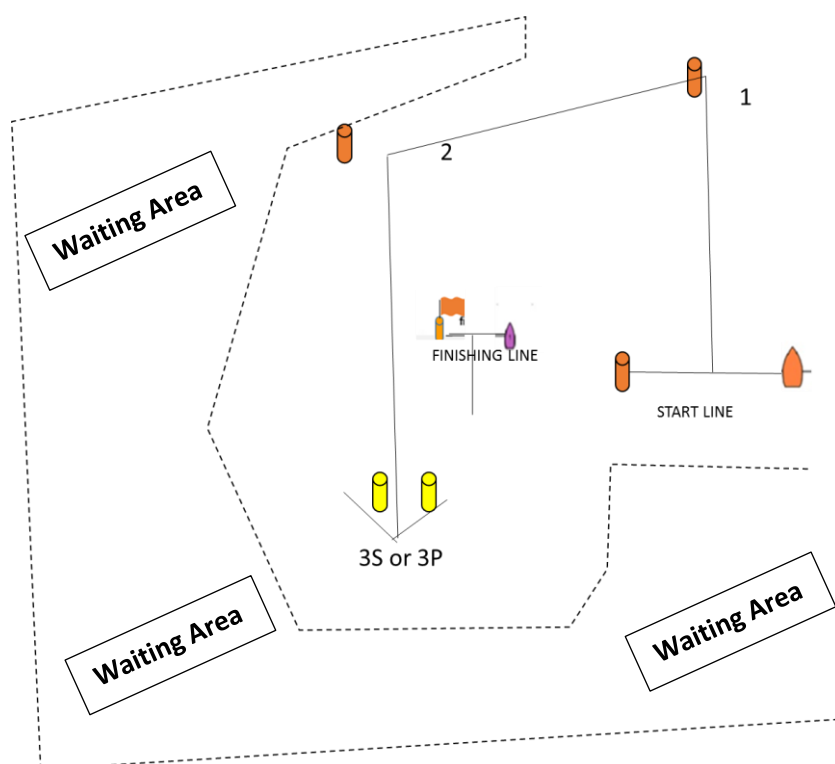 1
2
Waiting Area
FINISHING LINE
START LINE
3S or 3P
Waiting Area
Waiting Area